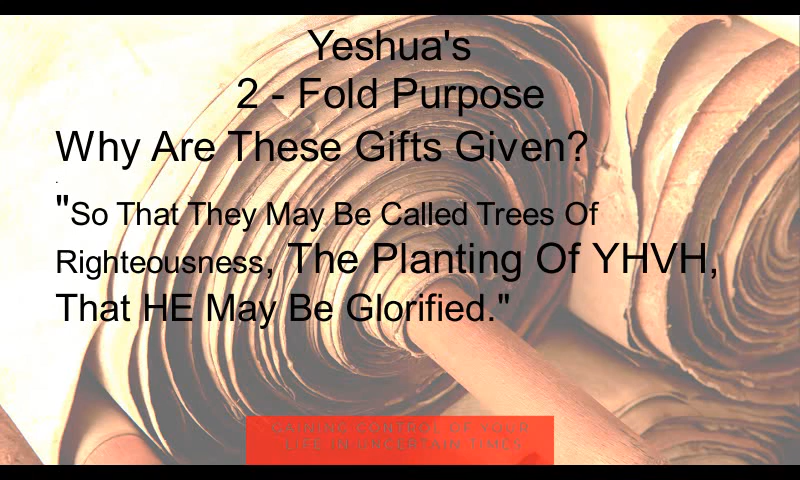 Yeshua's
2 - Fold Purpose
Why Are These Gifts Given?
"So That They May Be Called Trees Of
Righteousness, The Planting Of YHVH,
That HE May Be Glorified."
GAINING CONTROL OF YOUR
LIFE IN UNCERTAIN TIMES